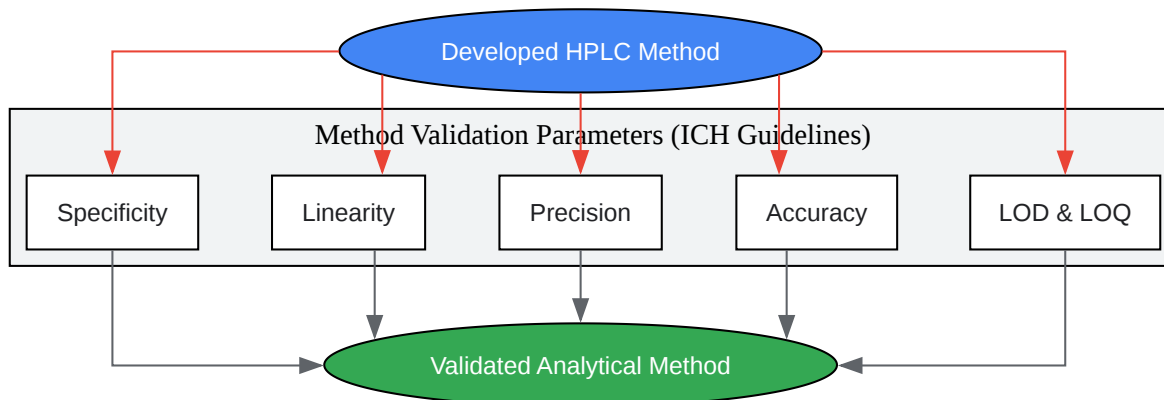 Developed HPLC Method
Method Validation Parameters (ICH Guidelines)
Specificity
Linearity
Precision
Accuracy
LOD & LOQ
Validated Analytical Method